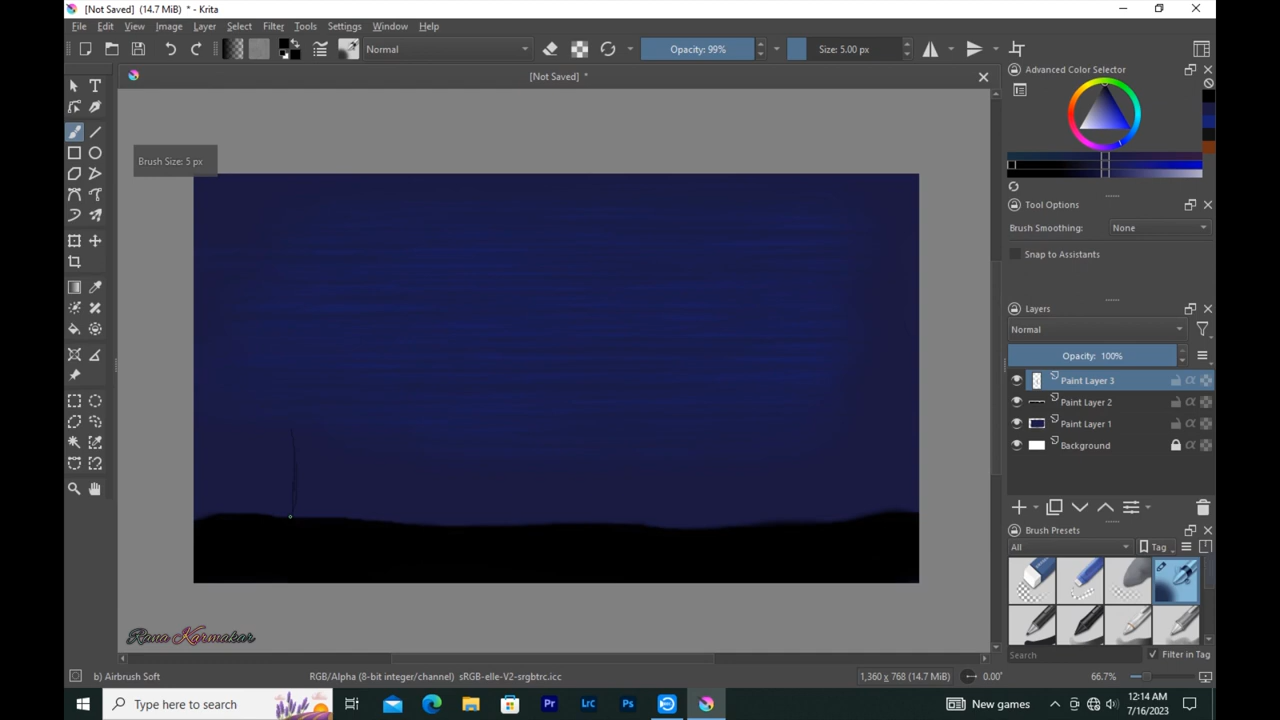 [Not Saved] (14.7 MiB) * - Krita
File Edit View Image Layer Select Filter Tools Settings Window Help
Normal Opacity: 99% Size: 5.00 px
[Not Saved] *
Brush Size: 5 px
Advanced Color Selector
Tool Options
Brush Smoothing: None
Snap to Assistants
Layers
Normal
Opacity: 100%
Paint Layer 3
Paint Layer 2
Paint Layer 1
Background
Brush Presets
All Tag
Search Filter in Tag
Rana Karmakar
b) Airbrush Soft RGB/Alpha (8-bit integer/channel) sRGB-elle-V2-srgbtrc.icc 1,360 x 768 (14.7 MiB) 0.00° 66.7%
Type here to search Pr Lrc Ps New games 12:14 AM
7/16/2023